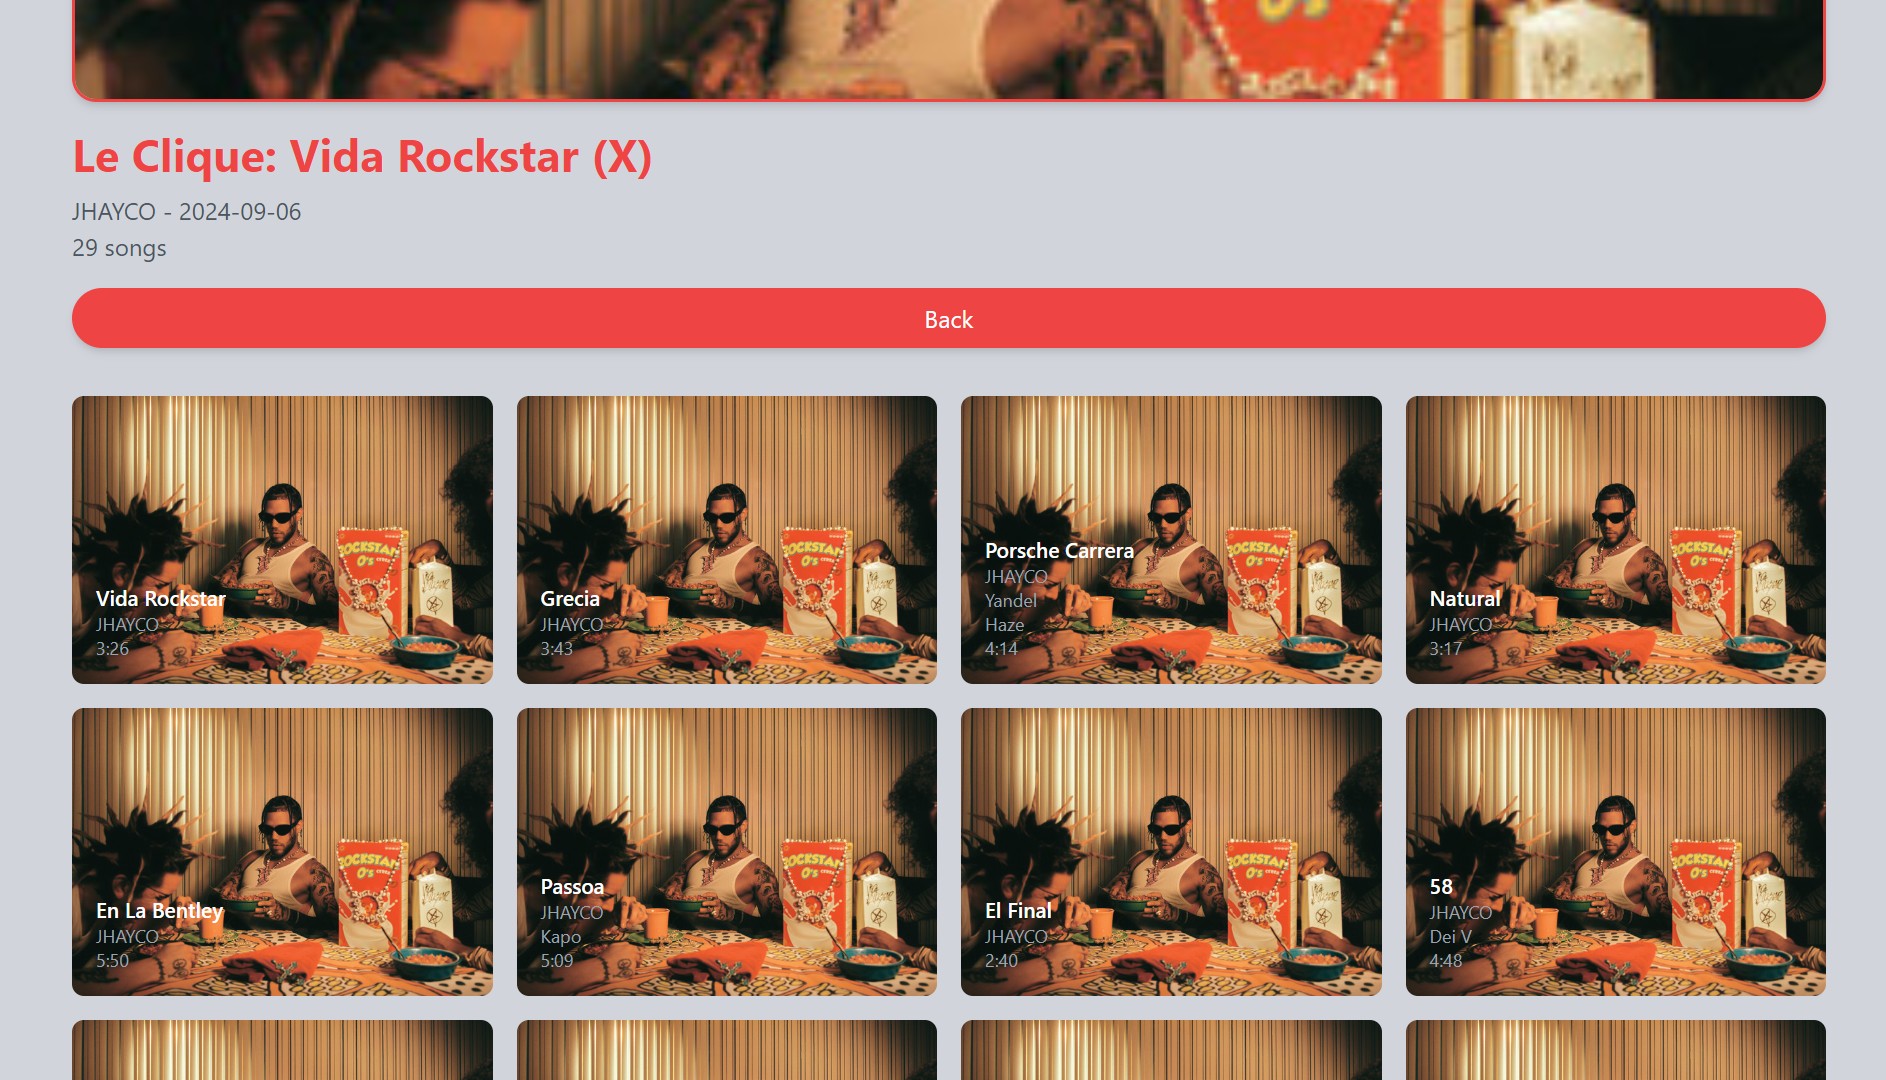 Le Clique: Vida Rockstar (X)
JHAYCO - 2024-09-06
29 songs
Back
Vida Rockstar
JHAYCO
3:26
Grecia
JHAYCO
3:43
Porsche Carrera
JHAYCO
Yandel
Haze
4:14
Natural
JHAYCO
3:17
En La Bentley
JHAYCO
5:50
Passoa
JHAYCO
Kapo
5:09
El Final
JHAYCO
2:40
58
JHAYCO
Dei V
4:48